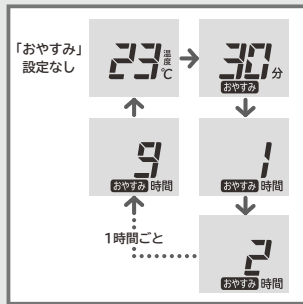 「おやすみ」
設定なし
23 温度 ℃
30 分
おやすみ
9
おやすみ 時間
1
おやすみ 時間
1時間ごと
2
おやすみ 時間